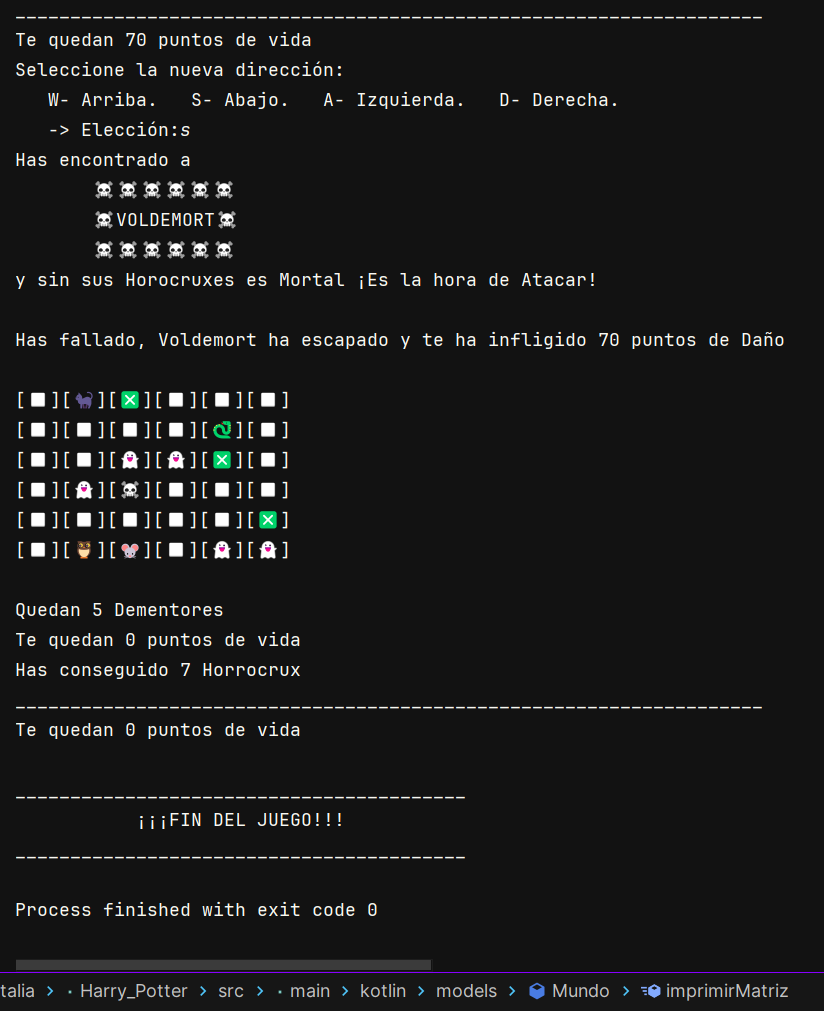 ____________________________________________________________________
Te quedan 70 puntos de vida
Seleccione la nueva dirección:
   W- Arriba.   S- Abajo.   A- Izquierda.   D- Derecha.
   -> Elección:s
Has encontrado a
☠☠☠☠☠☠
☠VOLDEMORT☠
☠☠☠☠☠☠
y sin sus Horocruxes es Mortal ¡Es la hora de Atacar!
Has fallado, Voldemort ha escapado y te ha infligido 70 puntos de Daño
[⬜][🐈‍⬛][❎][⬜][⬜][⬜]
[⬜][⬜][⬜][⬜][🐍][⬜]
[⬜][⬜][👻][👻][❎][⬜]
[⬜][👻][☠][⬜][⬜][⬜]
[⬜][⬜][⬜][⬜][⬜][❎]
[⬜][🦉][🐭][⬜][👻][👻]
Quedan 5 Dementores
Te quedan 0 puntos de vida
Has conseguido 7 Horrocrux
____________________________________________________________________
Te quedan 0 puntos de vida
_________________________________________
¡¡¡FIN DEL JUEGO!!!
_________________________________________
Process finished with exit code 0
talia > Harry_Potter > src > main > kotlin > models > Mundo > imprimirMatriz